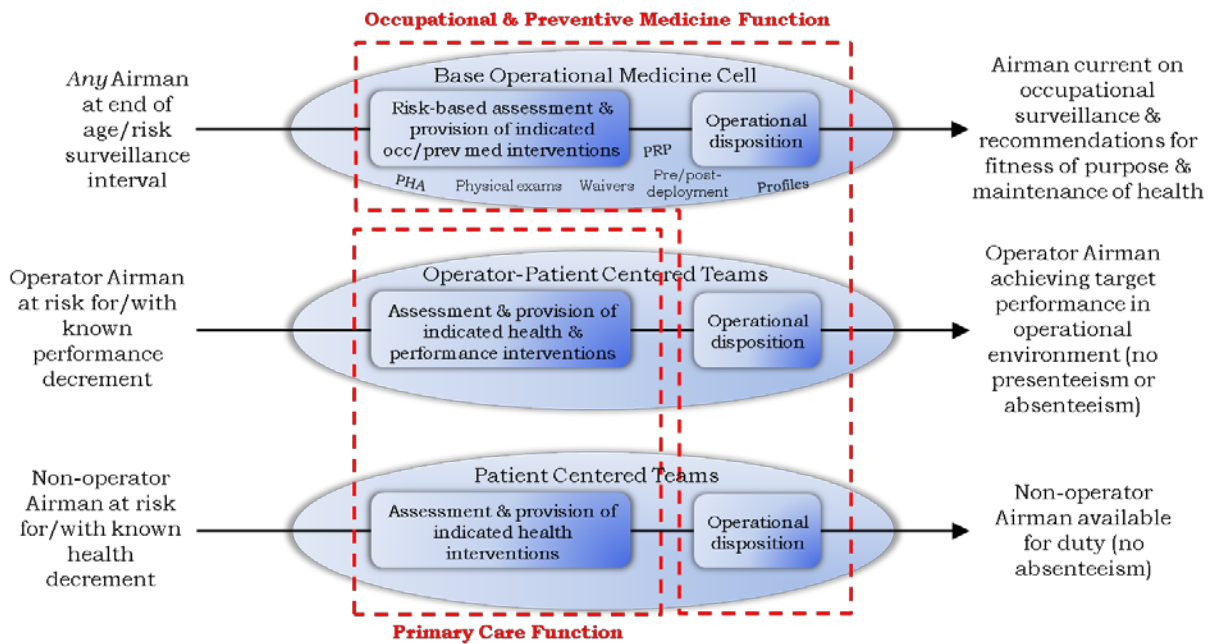 Occupational & Preventive Medicine Function
Any Airman
at end of
age/risk
surveillance
interval
Base Operational Medicine Cell
Risk-based assessment &
provision of indicated
occ/prev med interventions
Operational
disposition
PRP
PHA
Physical exams
Waivers
Pre/post-
deployment
Profiles
Airman current on
occupational
surveillance &
recommendations for
fitness of purpose &
maintenance of health
Operator Airman
at risk for/with
known
performance
decrement
Operator-Patient Centered Teams
Assessment & provision of
indicated health &
performance interventions
Operational
disposition
Operator Airman
achieving target
performance in
operational
environment (no
presenteeism or
absenteeism)
Non-operator
Airman at risk
for/with known
health
decrement
Patient Centered Teams
Assessment & provision of
indicated health
interventions
Operational
disposition
Non-operator
Airman available
for duty (no
absenteeism)
Primary Care Function